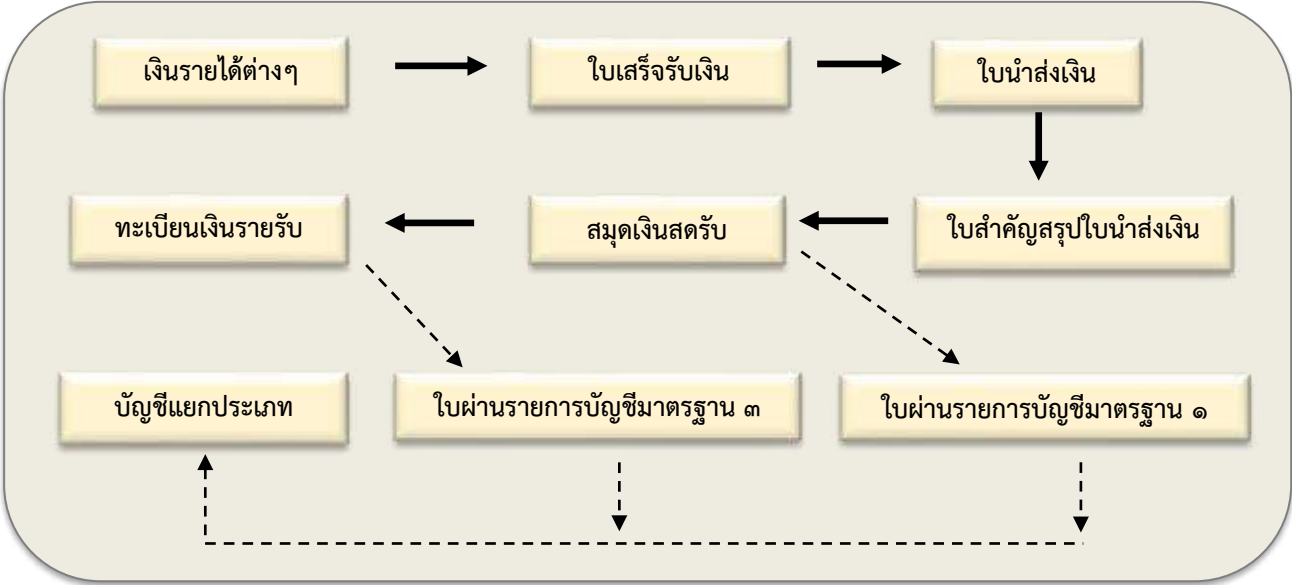 เงินรายได้ต่างๆ
ใบเสร็จรับเงิน
ใบนำส่งเงิน
ทะเบียนเงินรายรับ
สมุดเงินสดรับ
ใบสำคัญสรุปใบนำส่งเงิน
บัญชีแยกประเภท
ใบผ่านรายการบัญชีมาตรฐาน ๓
ใบผ่านรายการบัญชีมาตรฐาน ๑